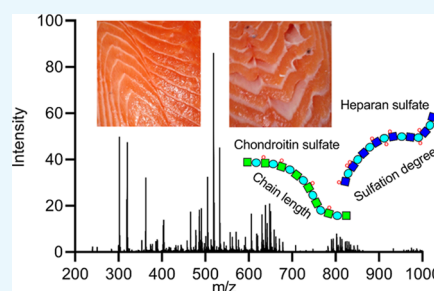 100
80
60
40
20
0
Intensity
Heparan sulfate
Chondroitin sulfate
Chain length
Sulfation degree
200 300 400 500 600 700 800 900 1000
m/z